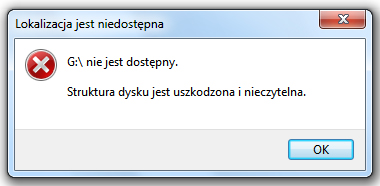 Lokalizacja jest niedostępna
G:\ nie jest dostępny.
Struktura dysku jest uszkodzona i nieczytelna.
OK